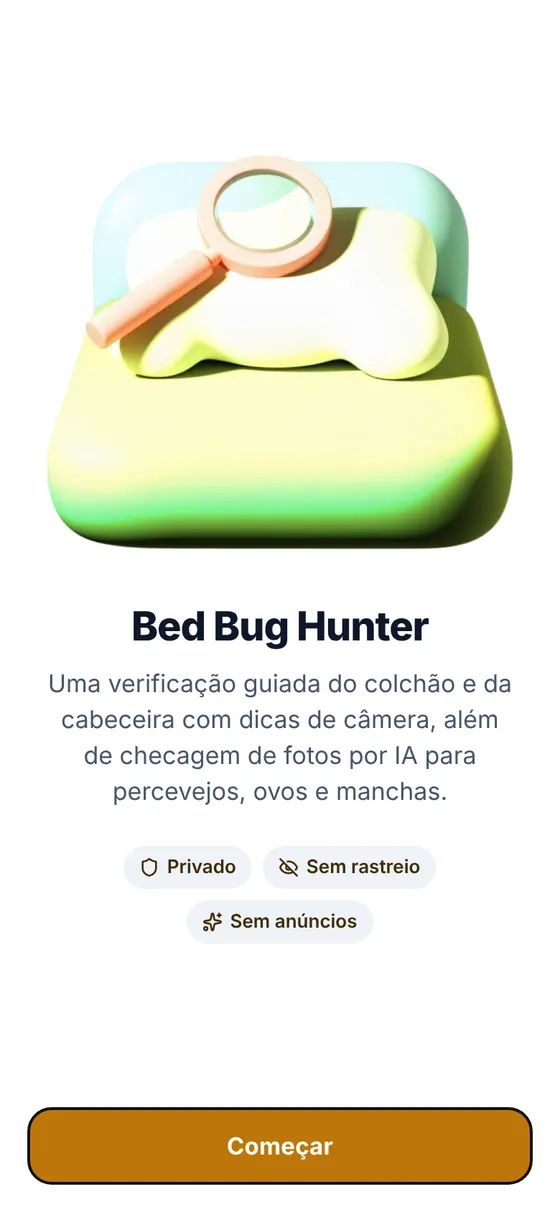 Bed Bug Hunter
Uma verificação guiada do colchão e da
cabeceira com dicas de câmera, além
de checagem de fotos por IA para
percevejos, ovos e manchas.
Privado
Sem rastreio
Sem anúncios
Começar